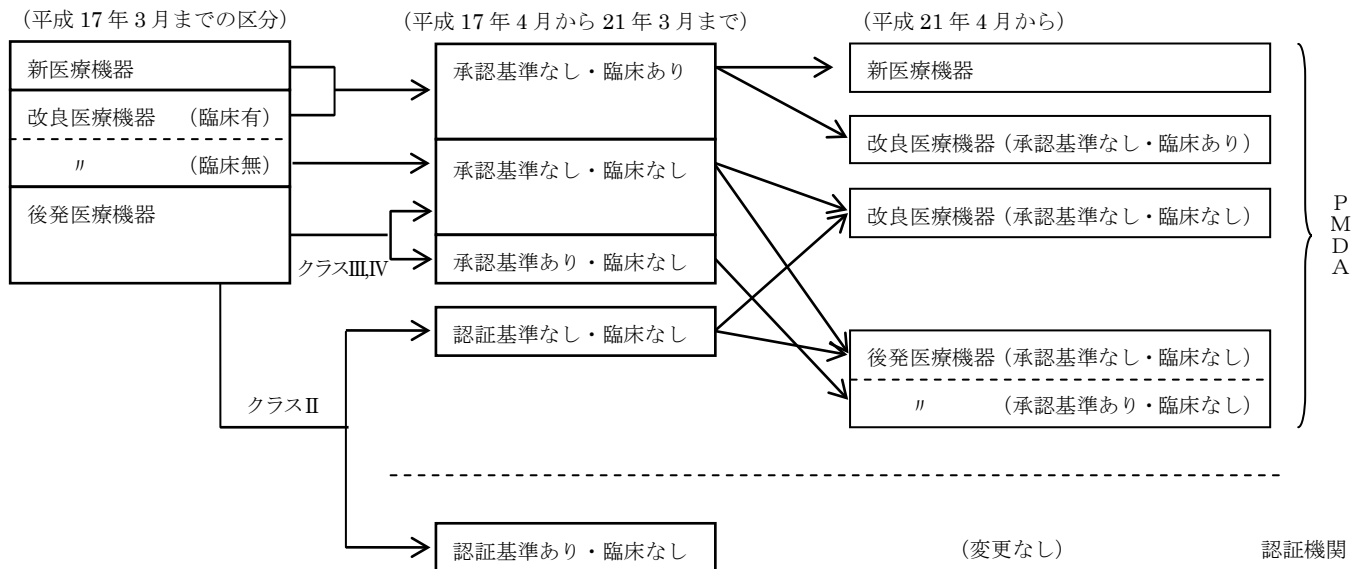 (平成 17 年 3 月までの区分)
(平成 17 年 4 月から 21 年 3 月まで)
(平成 21 年 4 月から)
新医療機器
改良医療機器 (臨床有)
〃 (臨床無)
後発医療機器
クラスⅢ,Ⅳ
クラスⅡ
承認基準なし・臨床あり
承認基準なし・臨床なし
承認基準あり・臨床なし
認証基準なし・臨床なし
認証基準あり・臨床なし
新医療機器
改良医療機器 (承認基準なし・臨床あり)
改良医療機器 (承認基準なし・臨床なし)
後発医療機器 (承認基準なし・臨床なし)
〃 (承認基準あり・臨床なし)
(変更なし)
PMDA
認証機関